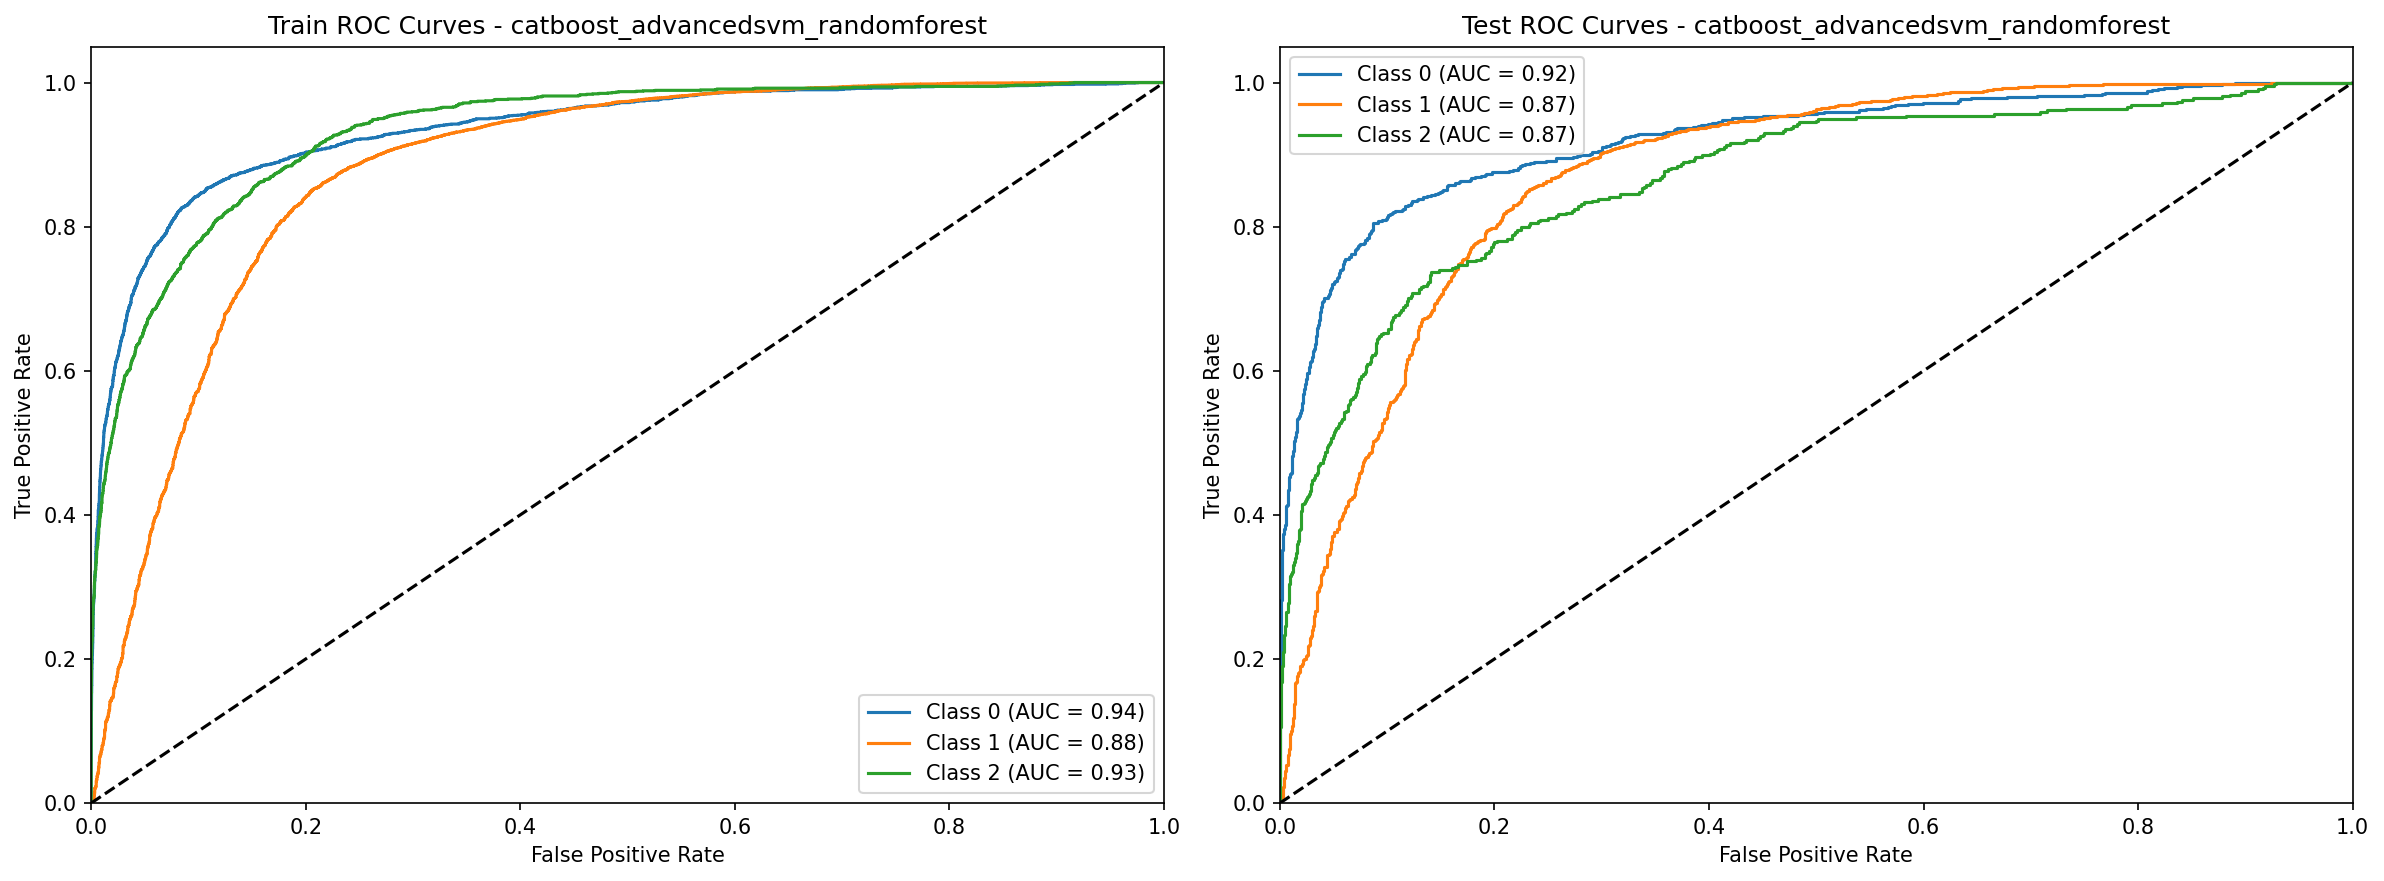 Train ROC Curves - catboost_advancedsvm_randomforest
True Positive Rate
1.0
0.8
0.6
0.4
0.2
0.0
Class 0 (AUC = 0.94)
Class 1 (AUC = 0.88)
Class 2 (AUC = 0.93)
0.0 0.2 0.4 0.6 0.8 1.0
False Positive Rate
Test ROC Curves - catboost_advancedsvm_randomforest
True Positive Rate
1.0
0.8
0.6
0.4
0.2
0.0
Class 0 (AUC = 0.92)
Class 1 (AUC = 0.87)
Class 2 (AUC = 0.87)
0.0 0.2 0.4 0.6 0.8 1.0
False Positive Rate